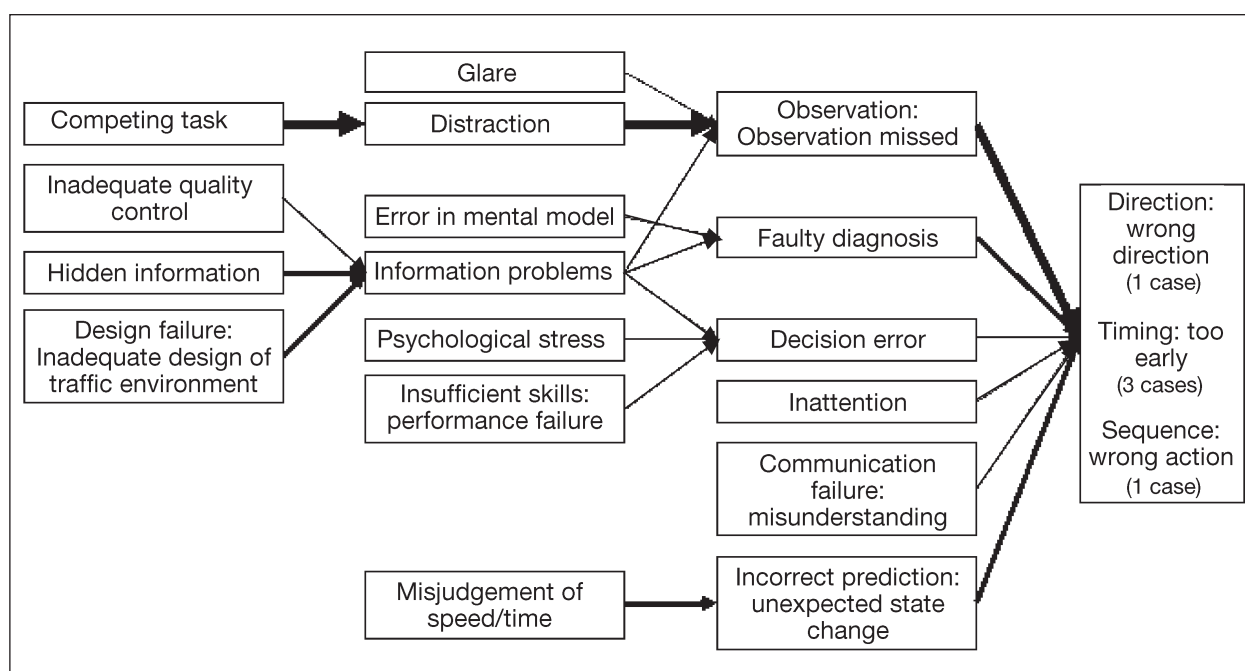 Glare
Competing task
Distraction
Observation:
Observation missed
Inadequate quality
control
Error in mental model
Faulty diagnosis
Hidden information
Information problems
Design failure:
Inadequate design of
traffic environment
Psychological stress
Decision error
Insufficient skills:
performance failure
Inattention
Communication
failure:
misunderstanding
Misjudgement of
speed/time
Incorrect prediction:
unexpected state
change
Direction:
wrong
direction
(1 case)
Timing: too
early
(3 cases)
Sequence:
wrong action
(1 case)